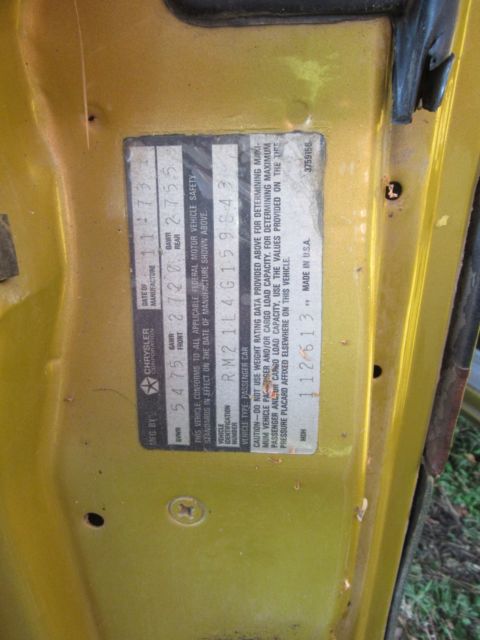 MFG. BY CHRYSLER CORPORATION DATE OF MANUFACTURE 11-73
GVWR 5475 GAWR FRONT 2720 GAWR REAR 2755
THIS VEHICLE CONFORMS TO ALL APPLICABLE FEDERAL MOTOR VEHICLE SAFETY
STANDARDS IN EFFECT ON THE DATE OF MANUFACTURE SHOWN ABOVE.
VEHICLE IDENTIFICATION NUMBER RM21L4G159843
VEHICLE TYPE: PASSENGER CAR
CAUTION—DO NOT USE WEIGHT RATING DATA PROVIDED ABOVE FOR DETERMINING MAXI-
MUM VEHICLE PASSENGER AND/OR CARGO LOAD CAPACITY. FOR DETERMINING MAXIMUM
PASSENGER AND/OR CARGO LOAD CAPACITY, USE THE VALUES PROVIDED ON THE TIRE
PRESSURE PLACARD AFFIXED ELSEWHERE ON THIS VEHICLE.
MDH 112613 MADE IN U.S.A. 3759156